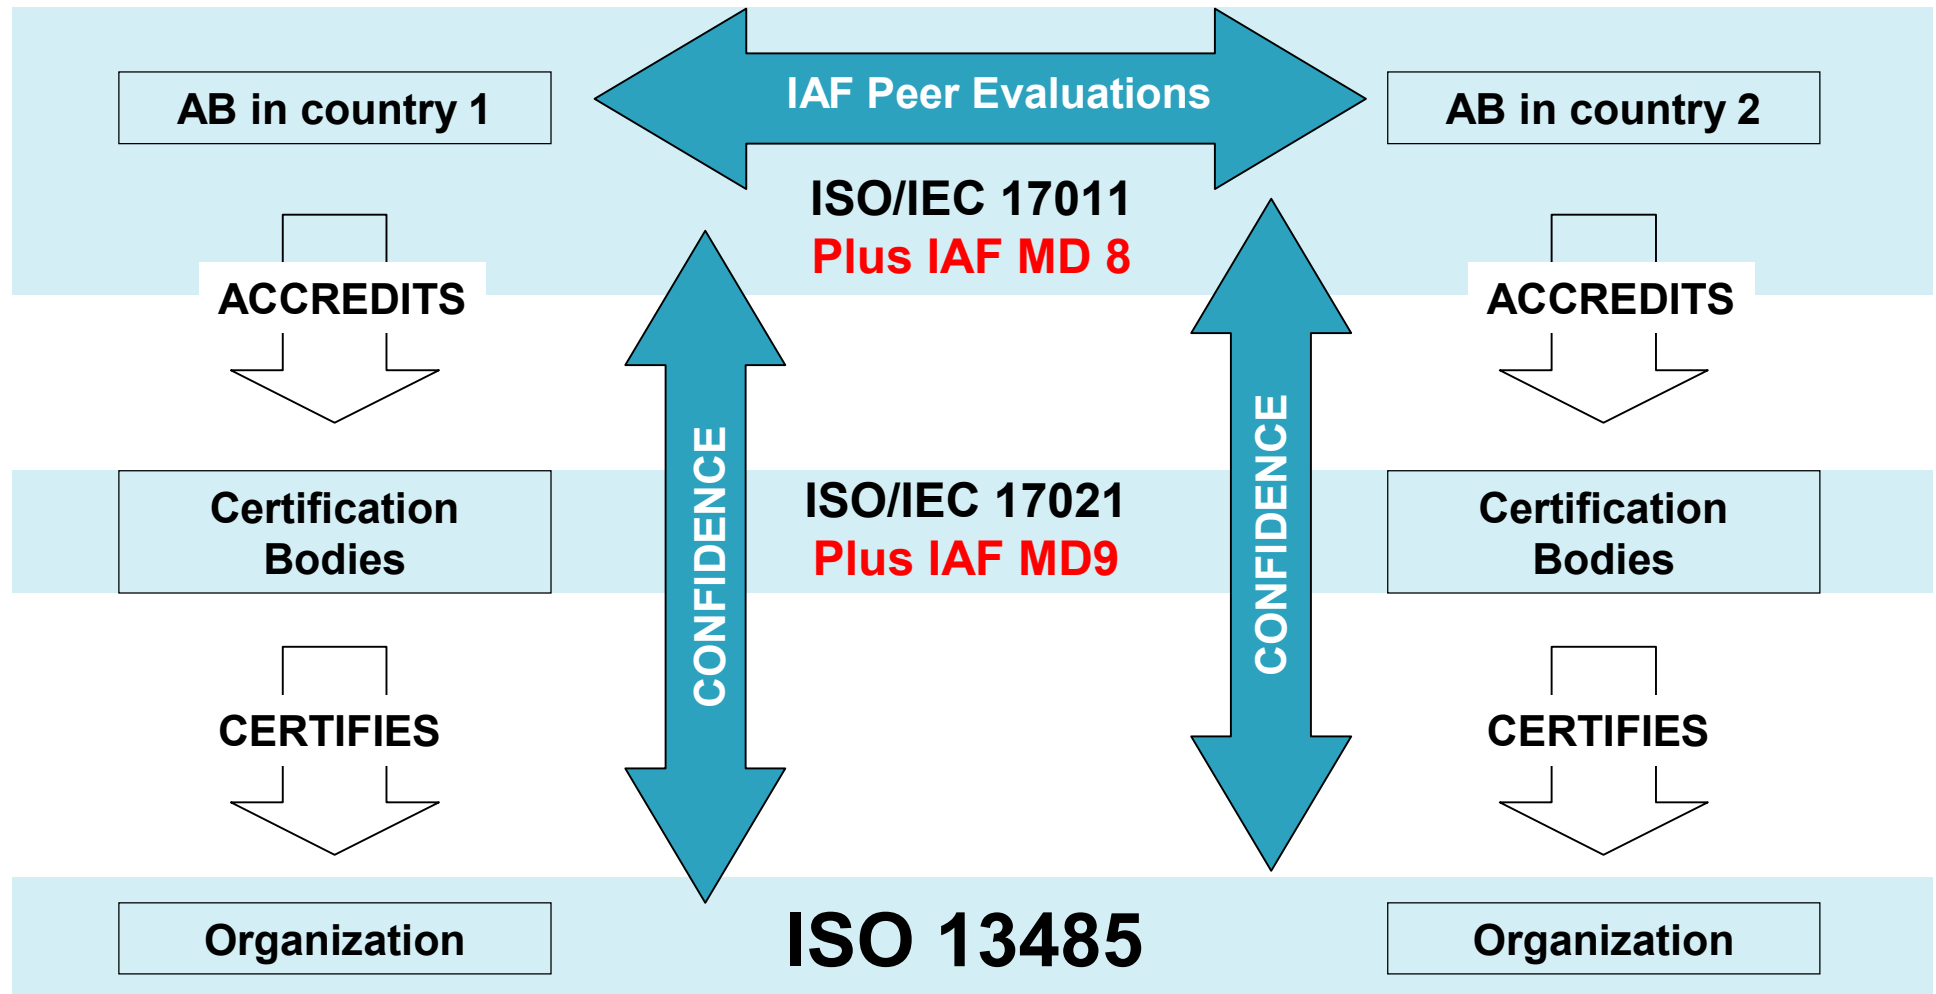 IAF Peer Evaluations
AB in country 1
AB in country 2
ISO/IEC 17011
Plus IAF MD 8
ACCREDITS
ACCREDITS
CONFIDENCE
CONFIDENCE
Certification
Bodies
ISO/IEC 17021
Plus IAF MD9
Certification
Bodies
CERTIFIES
CERTIFIES
Organization
ISO 13485
Organization